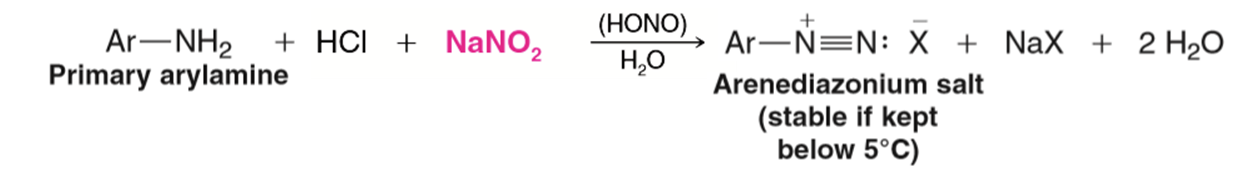 (HONO)
Ar—NH₂ + HCl + NaNO₂ → Ar—N⁺≡N: X⁻ + NaX + 2 H₂O
H₂O
Primary arylamine
Arenediazonium salt
(stable if kept
below 5°C)